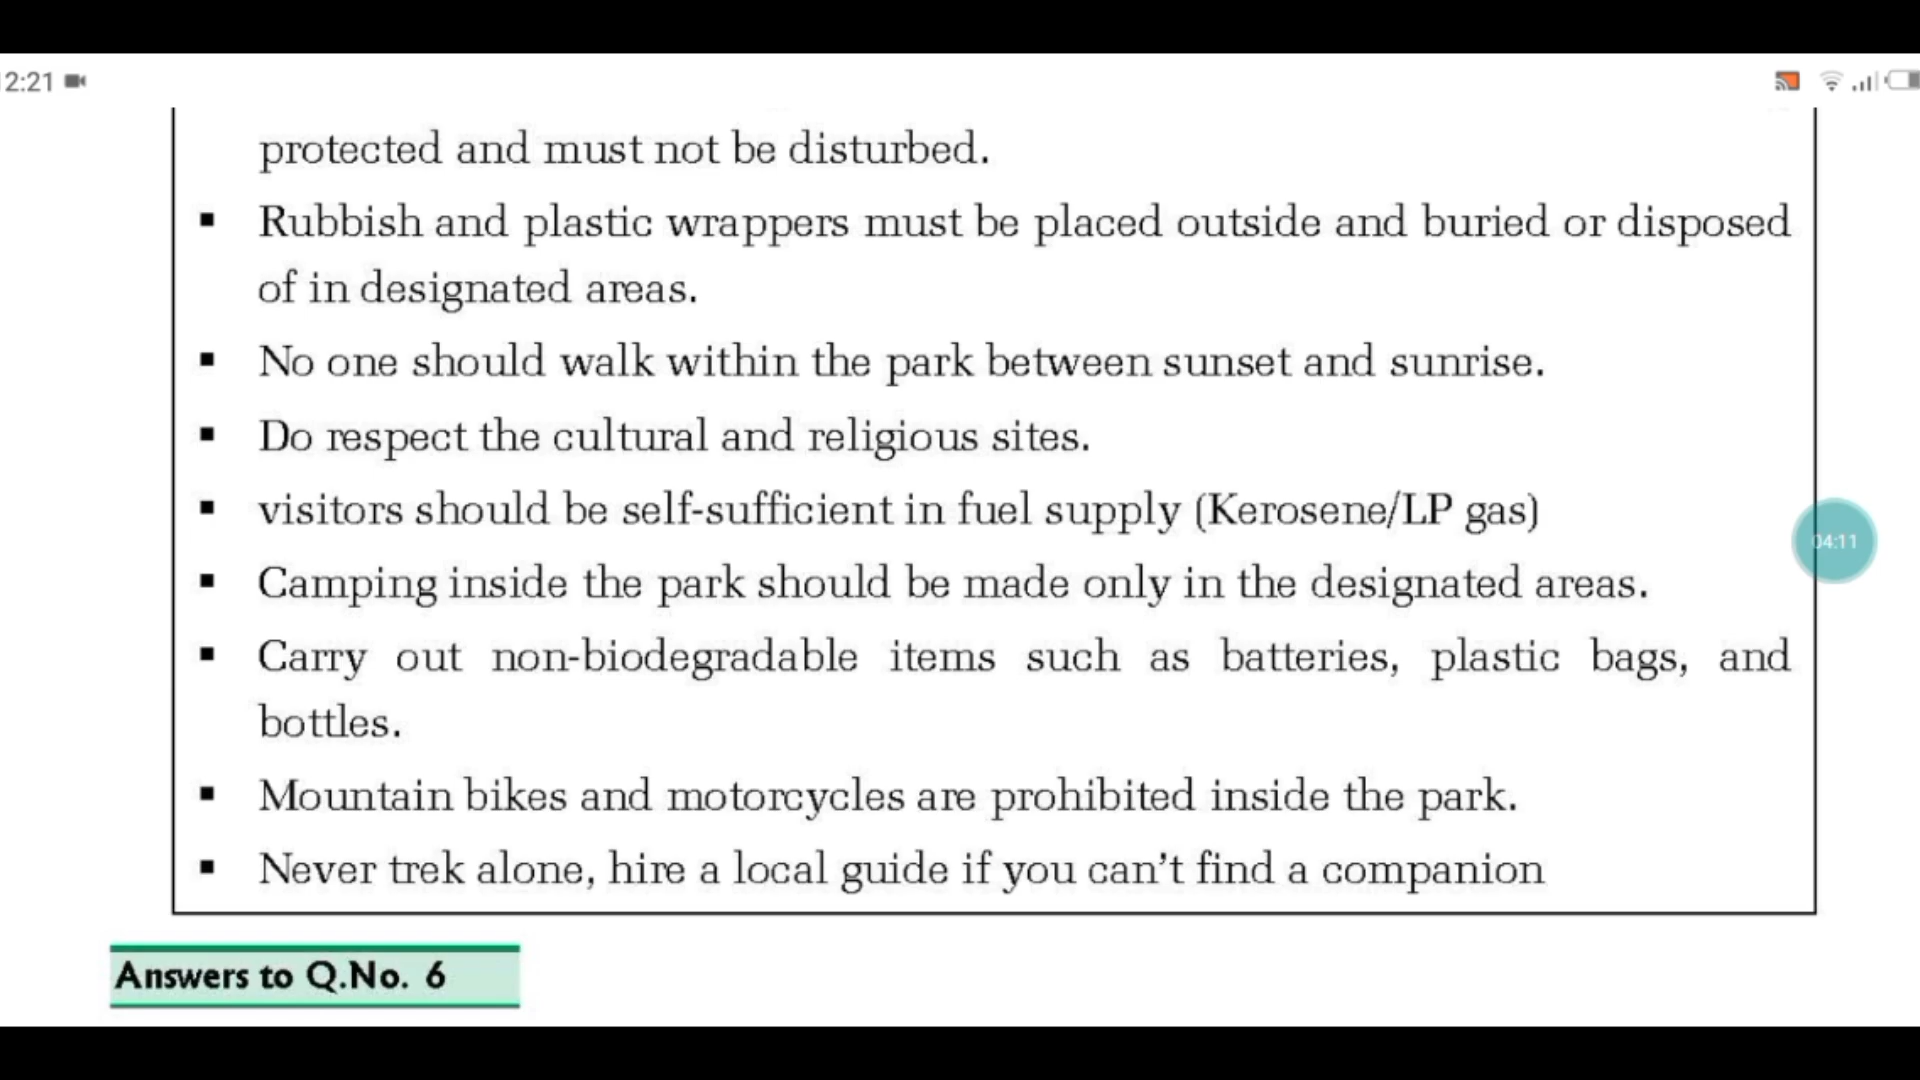 2:21
protected and must not be disturbed.
▪ Rubbish and plastic wrappers must be placed outside and buried or disposed
of in designated areas.
▪ No one should walk within the park between sunset and sunrise.
▪ Do respect the cultural and religious sites.
▪ visitors should be self-sufficient in fuel supply (Kerosene/LP gas)
04:11
▪ Camping inside the park should be made only in the designated areas.
▪ Carry out non-biodegradable items such as batteries, plastic bags, and
bottles.
▪ Mountain bikes and motorcycles are prohibited inside the park.
▪ Never trek alone, hire a local guide if you can't find a companion
Answers to Q.No. 6